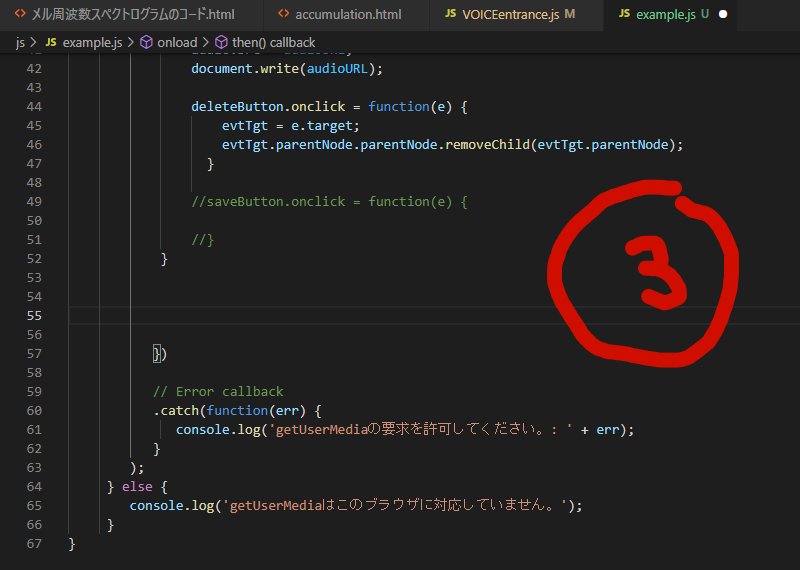 <> メル周波数スペクトログラムのコード.html <> accumulation.html JS VOICEentrance.js M JS example.js U ●
js > JS example.js > onload > then() callback
42 document.write(audioURL);
43
44 deleteButton.onclick = function(e) {
45 evtTgt = e.target;
46 evtTgt.parentNode.parentNode.removeChild(evtTgt.parentNode);
47 }
48
49 //saveButton.onclick = function(e) {
50
51 //}
52 }
53
54
55
56
57 })
58
59 // Error callback
60 .catch(function(err) {
61 console.log('getUserMediaの要求を許可してください。: ' + err);
62 }
63 );
64 } else {
65 console.log('getUserMediaはこのブラウザに対応していません。');
66 }
67 }
3